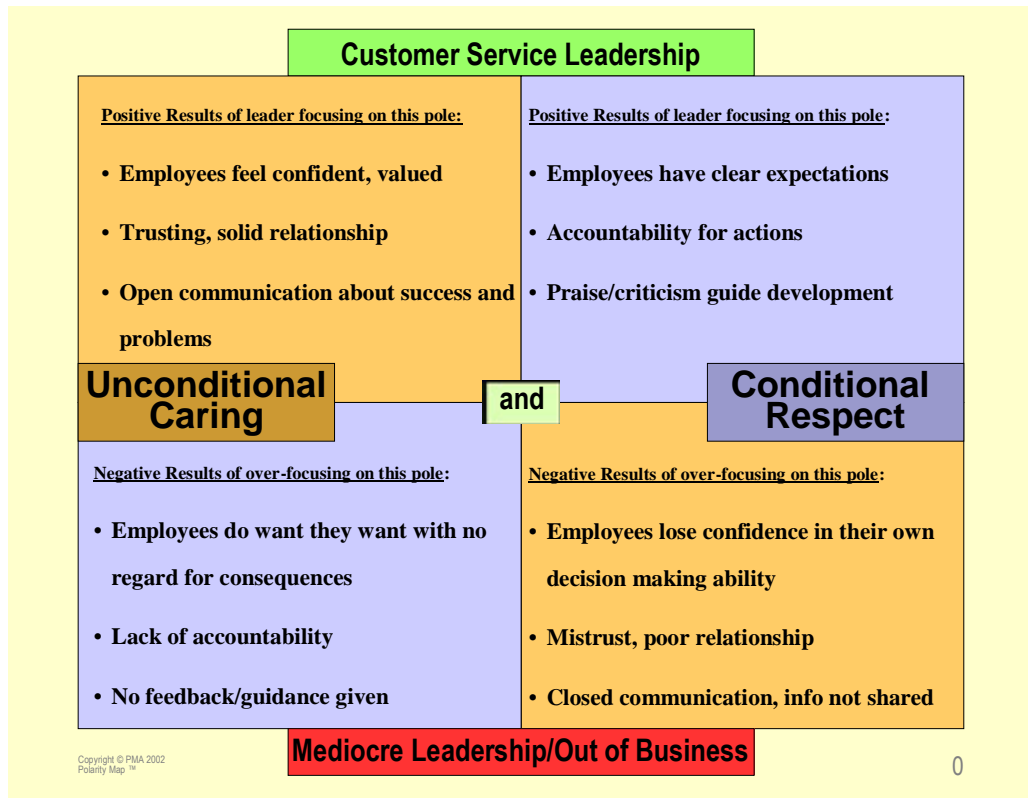 Customer Service Leadership
Positive Results of leader focusing on this pole:
• Employees feel confident, valued
• Trusting, solid relationship
• Open communication about success and
problems
Positive Results of leader focusing on this pole:
• Employees have clear expectations
• Accountability for actions
• Praise/criticism guide development
Unconditional
Caring
and
Conditional
Respect
Negative Results of over-focusing on this pole:
• Employees do want they want with no
regard for consequences
• Lack of accountability
• No feedback/guidance given
Negative Results of over-focusing on this pole:
• Employees lose confidence in their own
decision making ability
• Mistrust, poor relationship
• Closed communication, info not shared
Mediocre Leadership/Out of Business
Copyright © PMA 2002
Polarity Map ™
0